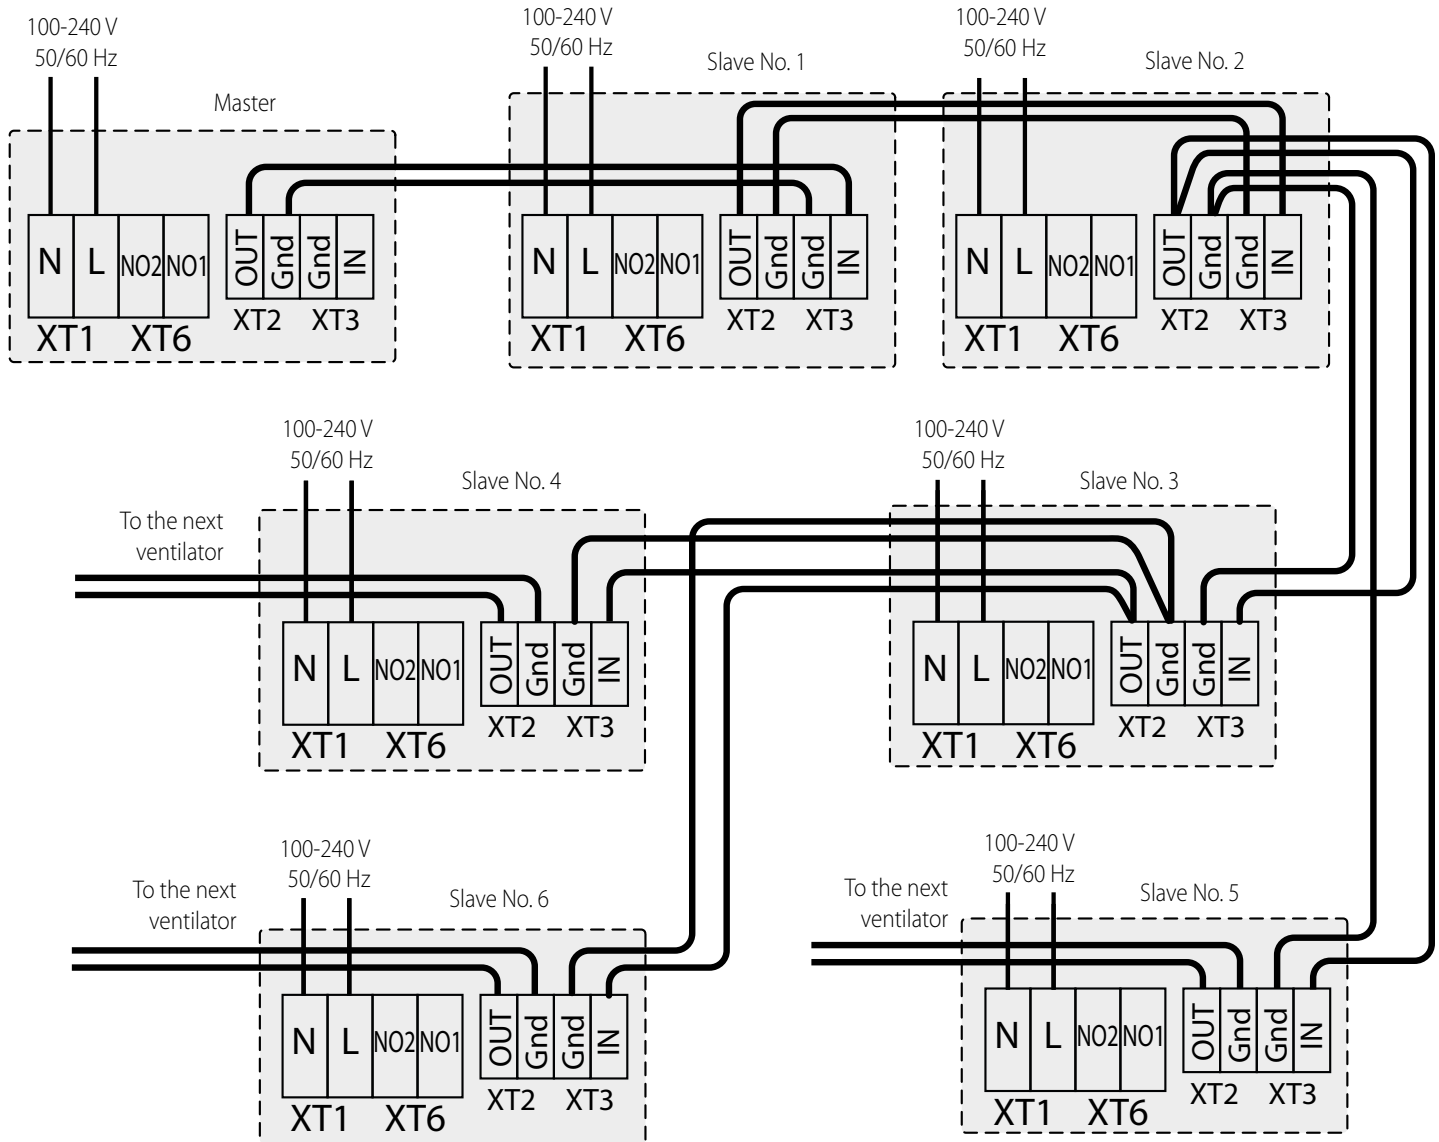 100-240 V
50/60 Hz
Master
N L NO2 NO1 OUT Gnd Gnd IN
XT1 XT6 XT2 XT3
100-240 V
50/60 Hz
Slave No. 1
N L NO2 NO1 OUT Gnd Gnd IN
XT1 XT6 XT2 XT3
100-240 V
50/60 Hz
Slave No. 2
N L NO2 NO1 OUT Gnd Gnd IN
XT1 XT6 XT2 XT3
100-240 V
50/60 Hz
Slave No. 4
To the next
ventilator
N L NO2 NO1 OUT Gnd Gnd IN
XT1 XT6 XT2 XT3
100-240 V
50/60 Hz
Slave No. 3
N L NO2 NO1 OUT Gnd Gnd IN
XT1 XT6 XT2 XT3
100-240 V
50/60 Hz
Slave No. 6
To the next
ventilator
N L NO2 NO1 OUT Gnd Gnd IN
XT1 XT6 XT2 XT3
100-240 V
50/60 Hz
Slave No. 5
To the next
ventilator
N L NO2 NO1 OUT Gnd Gnd IN
XT1 XT6 XT2 XT3